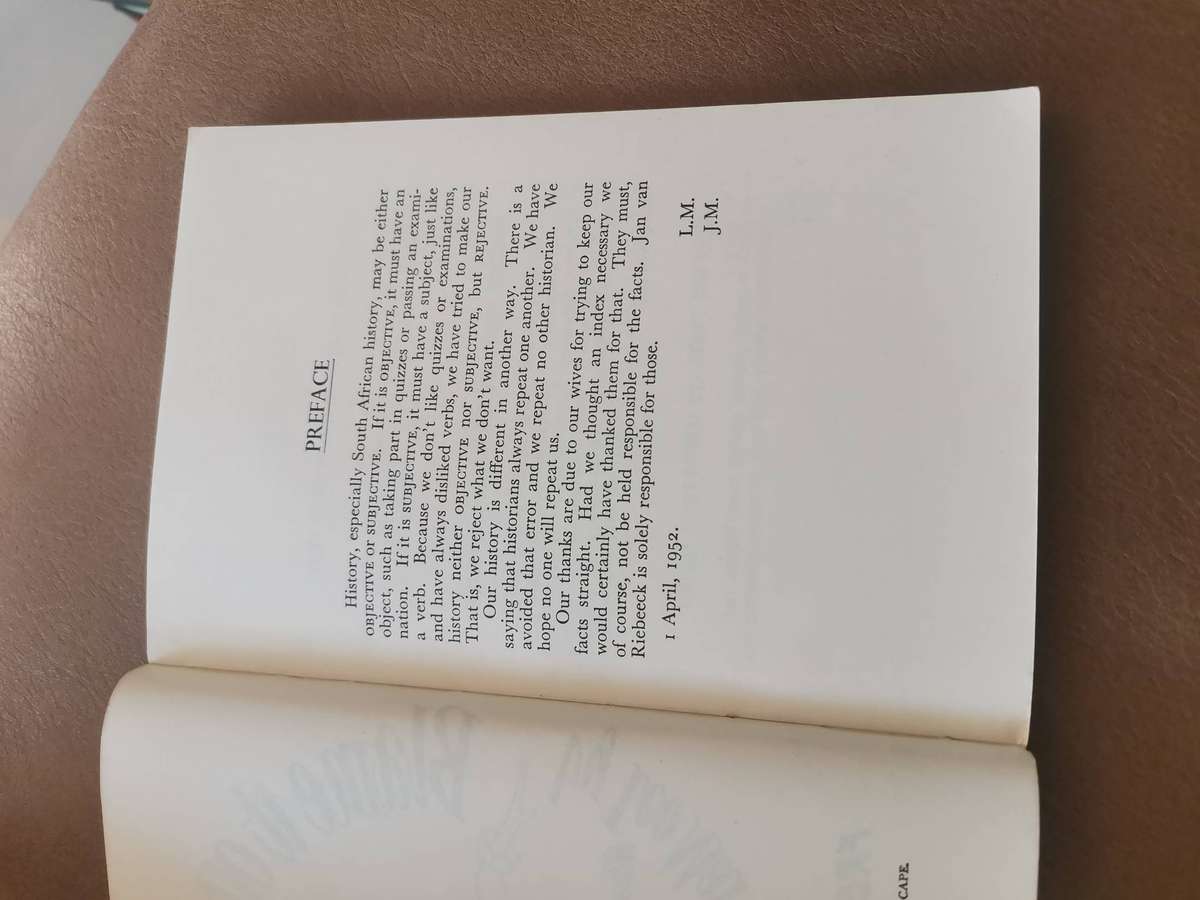 PREFACE
History, especially South African history, may be either
OBJECTIVE or SUBJECTIVE. If it is OBJECTIVE, it must have an
object, such as taking part in quizzes or passing an exami-
nation. If it is SUBJECTIVE, it must have a subject, just like
a verb. Because we don't like quizzes or examinations,
and have always disliked verbs, we have tried to make our
history neither OBJECTIVE nor SUBJECTIVE, but REJECTIVE.
That is, we reject what we don't want.
Our history is different in another way. There is a
saying that historians always repeat one another. We have
avoided that error and we repeat no other historian. We
hope no one will repeat us.
Our thanks are due to our wives for trying to keep our
facts straight. Had we thought an index necessary we
would certainly have thanked them for that. They must,
of course, not be held responsible for the facts. Jan van
Riebeeck is solely responsible for those.
L.M.
1 April, 1952.
J.M.
CAPE.